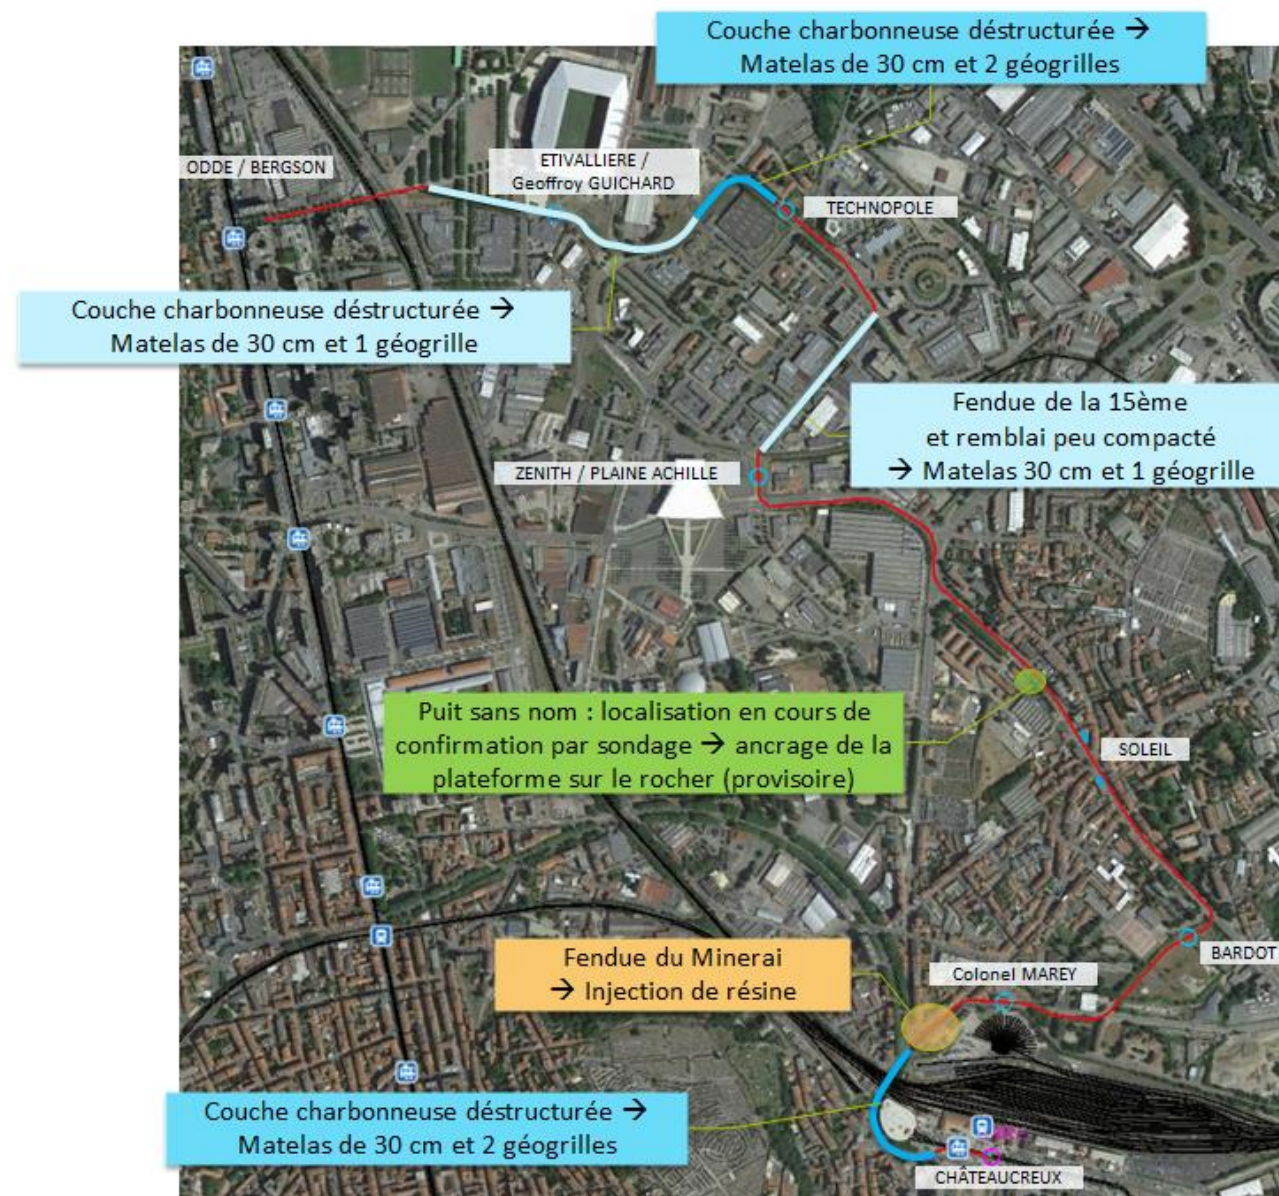 Couche charbonneuse déstructurée →
Matelas de 30 cm et 2 géogrilles
ODDE / BERGSON
ETIVALLIERE /
Geoffroy GUICHARD
TECHNOPOLE
Couche charbonneuse déstructurée →
Matelas de 30 cm et 1 géogrille
Fendue de la 15ème
et remblai peu compacté
→ Matelas 30 cm et 1 géogrille
ZENITH / PLAINE ACHILLE
Puit sans nom : localisation en cours de
confirmation par sondage → ancrage de la
plateforme sur le rocher (provisoire)
SOLEIL
BARDOT
Fendue du Minerai
→ Injection de résine
Colonel MAREY
Couche charbonneuse déstructurée →
Matelas de 30 cm et 2 géogrilles
CHÂTEAUCREUX